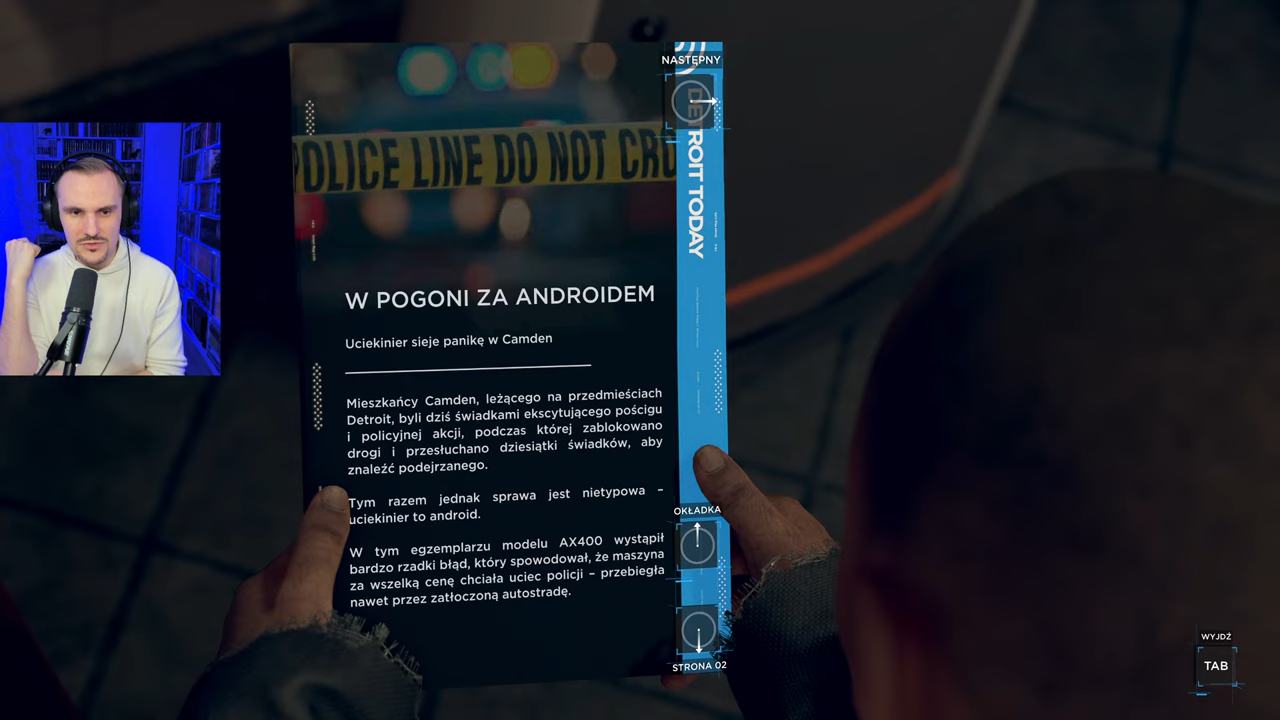 NASTĘPNY
POLICE LINE DO NOT CRO
DETROIT TODAY
W POGONI ZA ANDROIDEM
Uciekinier sieje panikę w Camden
Mieszkańcy Camden, leżącego na przedmieściach
Detroit, byli dziś świadkami ekscytującego pościgu
i policyjnej akcji, podczas której zablokowano
drogi i przesłuchano dziesiątki świadków, aby
znaleźć podejrzanego.
Tym razem jednak sprawa jest nietypowa –
uciekinier to android.
W tym egzemplarzu modelu AX400 wystąpił
bardzo rzadki błąd, który spowodował, że maszyna
za wszelką cenę chciała uciec policji – przebiegła
nawet przez zatłoczoną autostradę.
OKŁADKA
STRONA 02
WYJDŹ
TAB